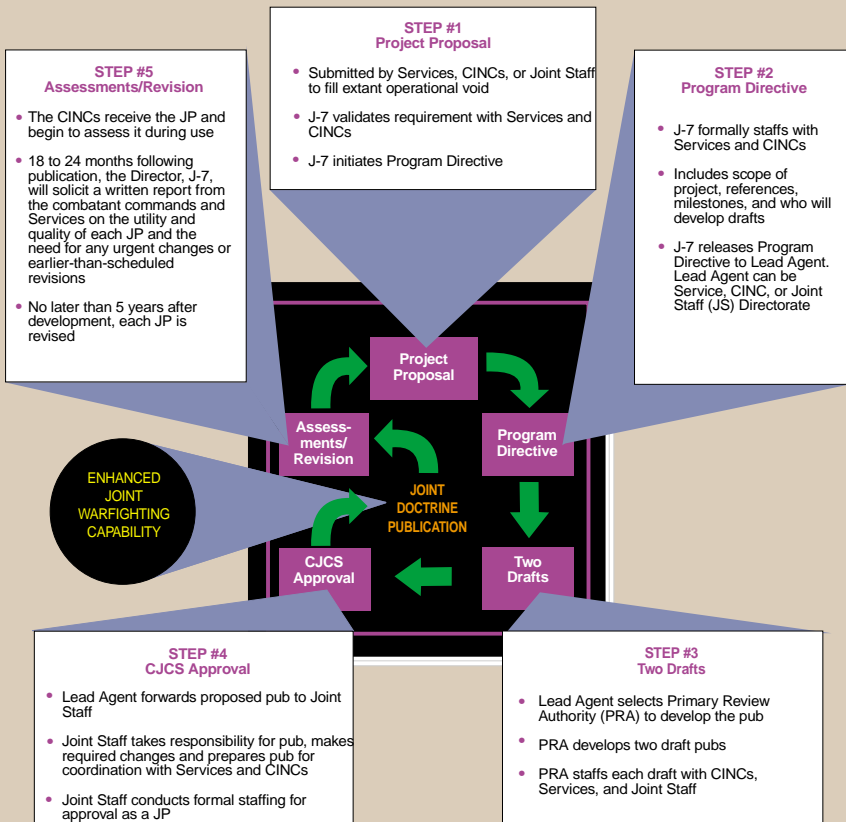 STEP #1
Project Proposal
• Submitted by Services, CINCs, or Joint Staff
to fill extant operational void
• J-7 validates requirement with Services and
CINCs
• J-7 initiates Program Directive
STEP #5
Assessments/Revision
• The CINCs receive the JP and
begin to assess it during use
• 18 to 24 months following
publication, the Director, J-7,
will solicit a written report from
the combatant commands and
Services on the utility and
quality of each JP and the
need for any urgent changes or
earlier-than-scheduled
revisions
• No later than 5 years after
development, each JP is
revised
STEP #2
Program Directive
• J-7 formally staffs with
Services and CINCs
• Includes scope of
project, references,
milestones, and who will
develop drafts
• J-7 releases Program
Directive to Lead Agent.
Lead Agent can be
Service, CINC, or Joint
Staff (JS) Directorate
Project
Proposal
Assess-
ments/
Revision
Program
Directive
ENHANCED
JOINT
WARFIGHTING
CAPABILITY
JOINT
DOCTRINE
PUBLICATION
CJCS
Approval
Two
Drafts
STEP #4
CJCS Approval
• Lead Agent forwards proposed pub to Joint
Staff
• Joint Staff takes responsibility for pub, makes
required changes and prepares pub for
coordination with Services and CINCs
• Joint Staff conducts formal staffing for
approval as a JP
STEP #3
Two Drafts
• Lead Agent selects Primary Review
Authority (PRA) to develop the pub
• PRA develops two draft pubs
• PRA staffs each draft with CINCs,
Services, and Joint Staff